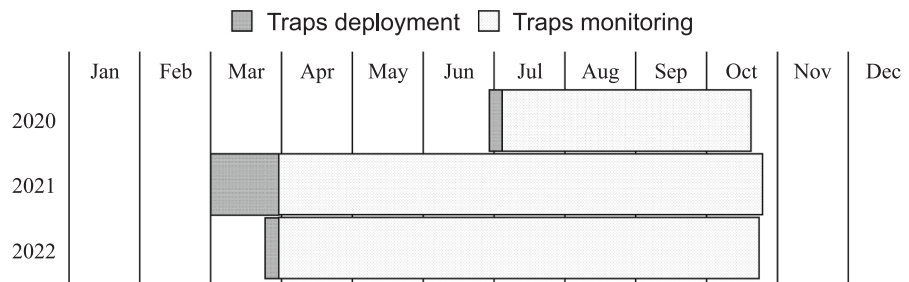 Traps deployment Traps monitoring
Jan Feb Mar Apr May Jun Jul Aug Sep Oct Nov Dec
2020
2021
2022